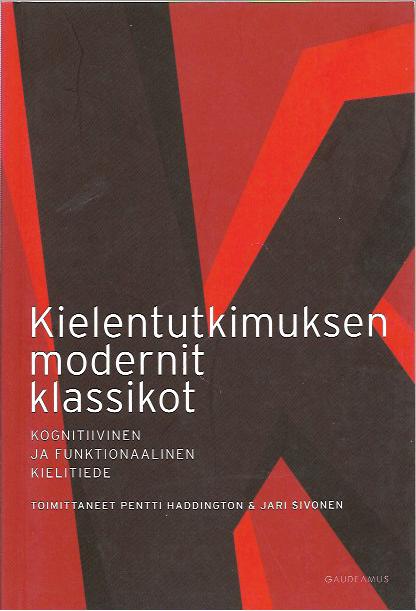 Kielentutkimuksen
modernit
klassikot
KOGNITIIVINEN
JA FUNKTIONAALINEN
KIELITIEDE
TOIMITTANEET PENTTI HADDINGTON & JARI SIVONEN
GAUDEAMUS